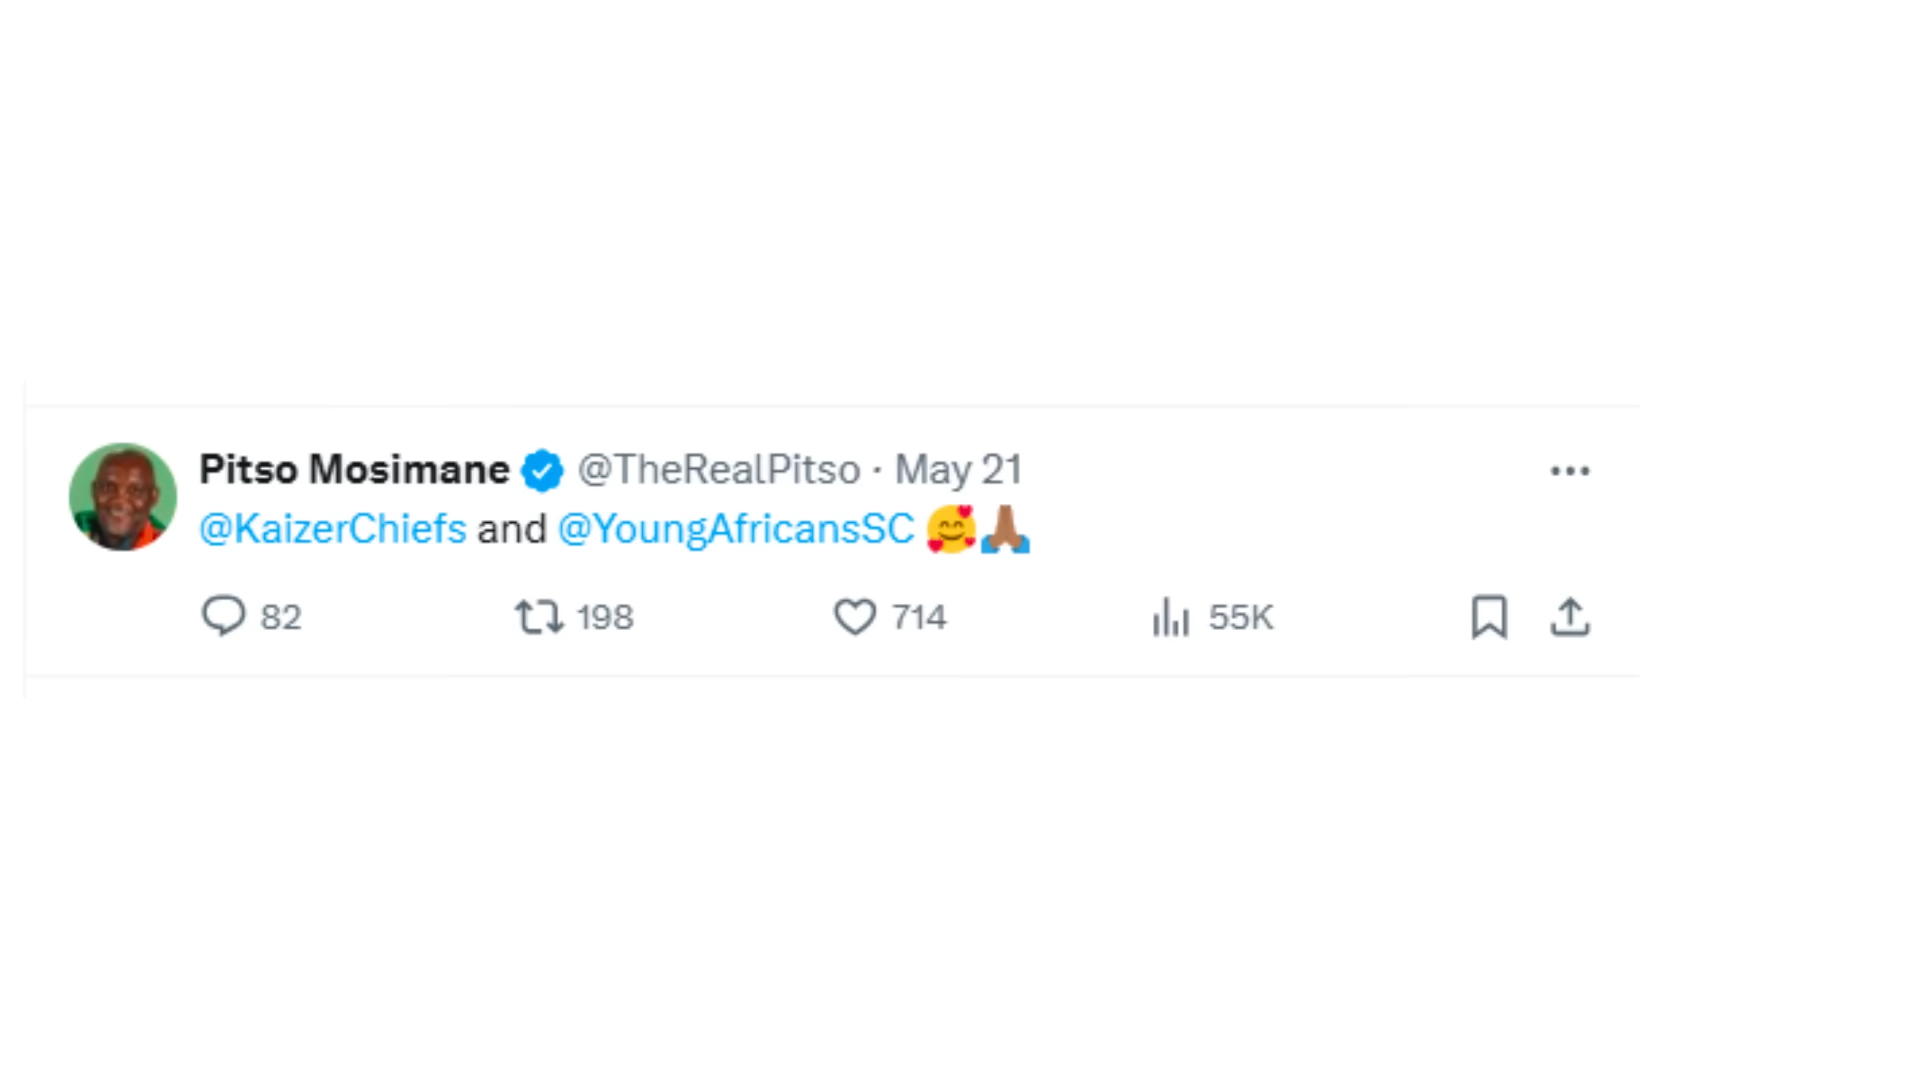 Pitso Mosimane @TheRealPitso · May 21
@KaizerChiefs and @YoungAfricansSC 🥰🙏🏾
82 198 714 55K